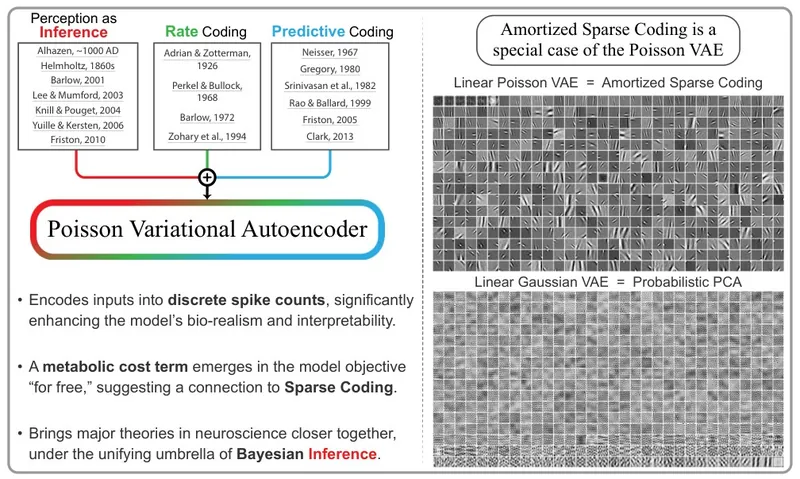 Perception as
Inference
Alhazen, ~1000 AD
Helmholtz, 1860s
Barlow, 2001
Lee & Mumford, 2003
Knill & Pouget, 2004
Yuille & Kersten, 2006
Friston, 2010
Rate Coding
Adrian & Zotterman,
1926
Perkel & Bullock,
1968
Barlow, 1972
Zohary et al., 1994
Predictive Coding
Neisser, 1967
Gregory, 1980
Srinivasan et al., 1982
Rao & Ballard, 1999
Friston, 2005
Clark, 2013
+
Poisson Variational Autoencoder
• Encodes inputs into discrete spike counts, significantly
enhancing the model's bio-realism and interpretability.
• A metabolic cost term emerges in the model objective
“for free,” suggesting a connection to Sparse Coding.
• Brings major theories in neuroscience closer together,
under the unifying umbrella of Bayesian Inference.
Amortized Sparse Coding is a
special case of the Poisson VAE
Linear Poisson VAE = Amortized Sparse Coding
Linear Gaussian VAE = Probabilistic PCA